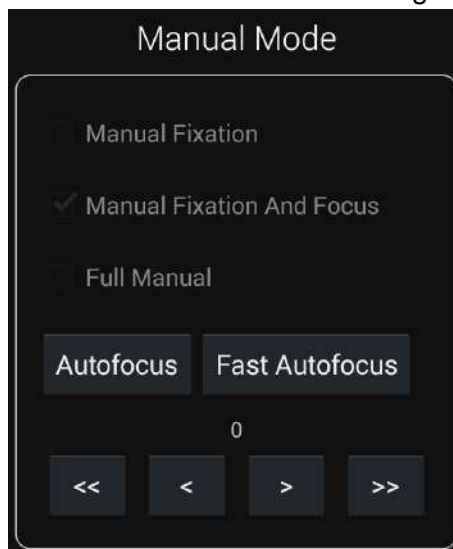 Manual Mode
Manual Fixation
Manual Fixation And Focus
Full Manual
Autofocus Fast Autofocus
0
<< < > >>